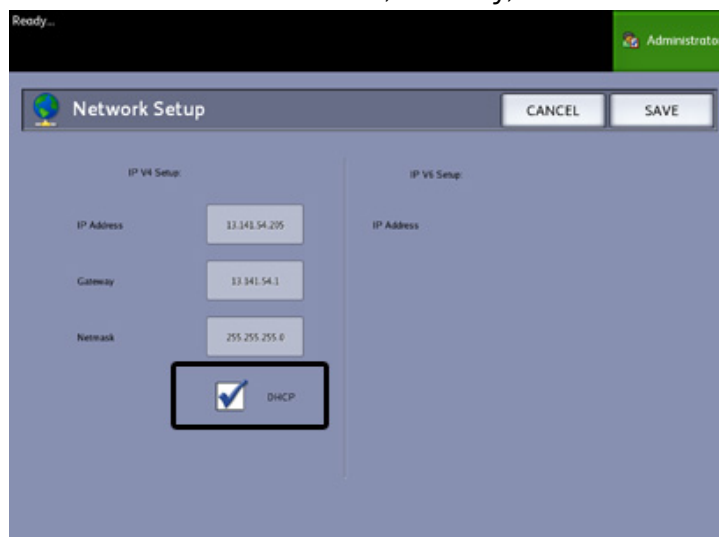 Ready...
Administrato
Network Setup
CANCEL
SAVE
IP V4 Setup:
IP V6 Setup:
IP Address
13.141.54.205
IP Address
Gateway
13.141.54.1
Netmask
255.255.255.0
DHCP